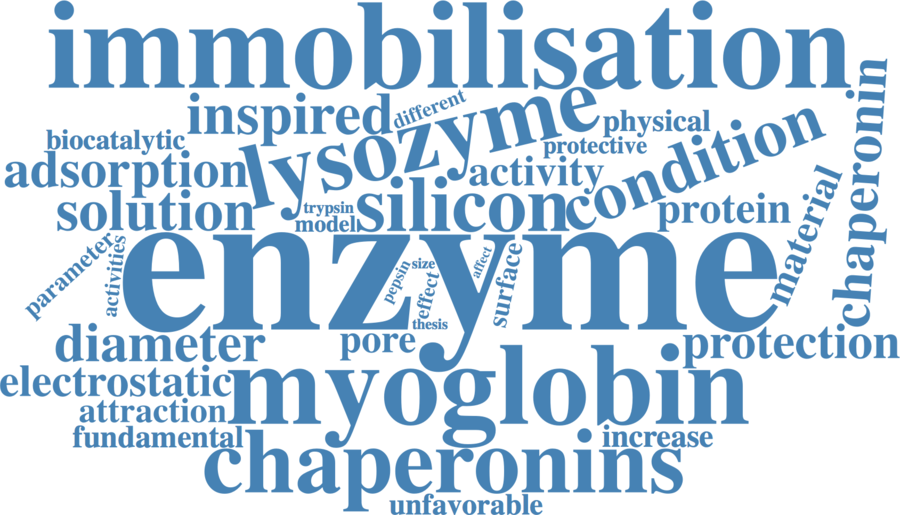 immobilisation
inspired
different
lysozyme
physical
condition
chaperonin
biocatalytic
protective
adsorption
activity
solution
trypsin
model
silicon
protein
material
parameter
activities
enzyme
pepsin
size
effect
affect
surface
thesis
diameter
pore
protection
electrostatic
myoglobin
attraction
fundamental
increase
chaperonins
unfavorable